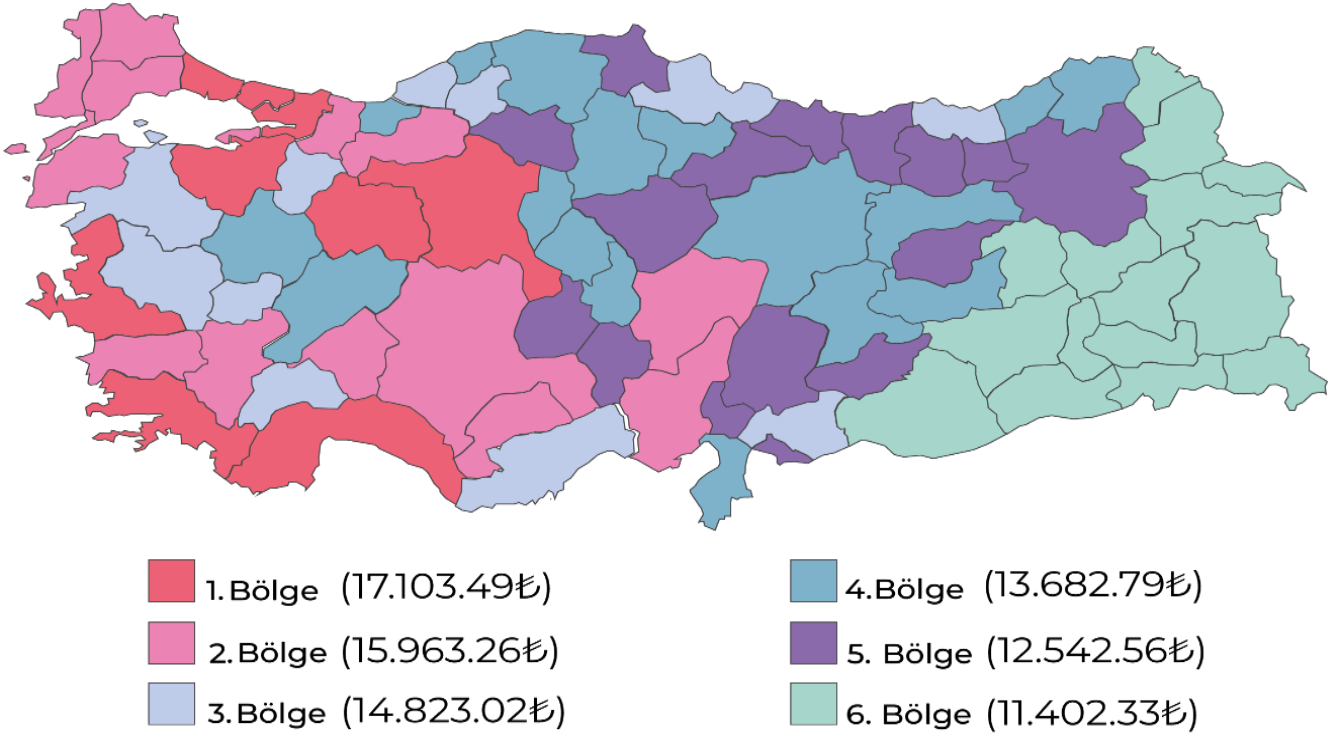 1.Bölge (17.103.49₺)
2.Bölge (15.963.26₺)
3.Bölge (14.823.02₺)
4.Bölge (13.682.79₺)
5. Bölge (12.542.56₺)
6. Bölge (11.402.33₺)